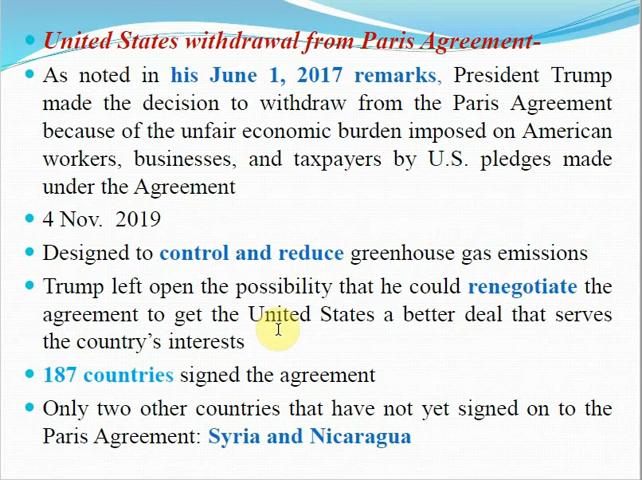 United States withdrawal from Paris Agreement-
As noted in his June 1, 2017 remarks, President Trump
made the decision to withdraw from the Paris Agreement
because of the unfair economic burden imposed on American
workers, businesses, and taxpayers by U.S. pledges made
under the Agreement
4 Nov. 2019
Designed to control and reduce greenhouse gas emissions
Trump left open the possibility that he could renegotiate the
agreement to get the United States a better deal that serves
the country’s interests
187 countries signed the agreement
Only two other countries that have not yet signed on to the
Paris Agreement: Syria and Nicaragua